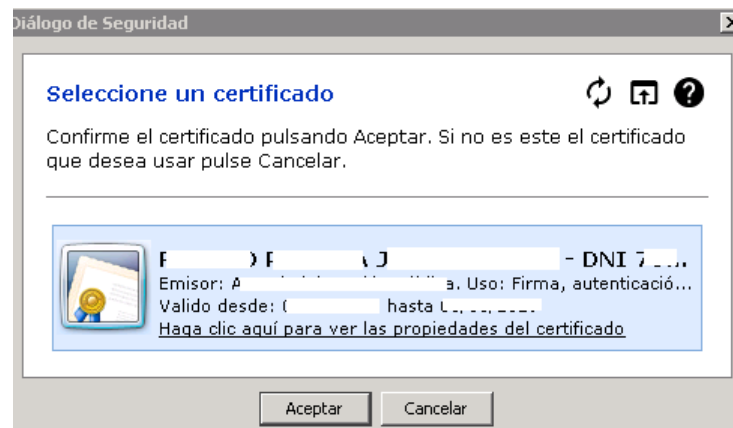 Diálogo de Seguridad
Seleccione un certificado
Confirme el certificado pulsando Aceptar. Si no es este el certificado
que desea usar pulse Cancelar.
- DNI
Emisor: Uso: Firma, autenticació...
Valido desde: hasta
Haga clic aquí para ver las propiedades del certificado
Aceptar Cancelar